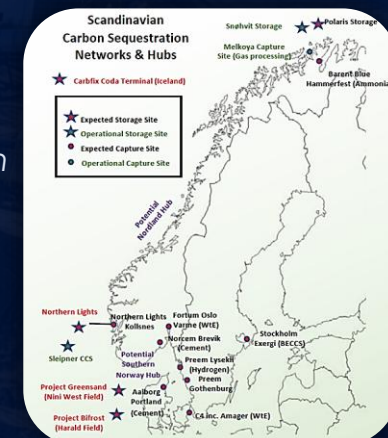 Scandinavian
Carbon Sequestration
Networks & Hubs
Carbfix Coda Terminal (Iceland)
Expected Storage Site
Operational Storage Site
Expected Capture Site
Operational Capture Site
Snøhvit Storage
Polaris Storage
Melkoya Capture
Site (Gas processing)
Barent Blue
Hammerfest (Ammonia)
Potential
Nordland Hub
Northern Lights
Northern Lights
Kollsnes
Fortum Oslo
Varme (WtE)
Sleipner CCS
Norcem Brevik
(Cement)
Stockholm
Exergi (BECCS)
Potential
Southern
Norway Hub
Preem Lysekil
(Hydrogen)
Preem
Gothenburg
Project Greensand
(Nini West Field)
Aalborg
Portland
(Cement)
Project Bifrost
(Harald Field)
C4 inc. Amager (WtE)